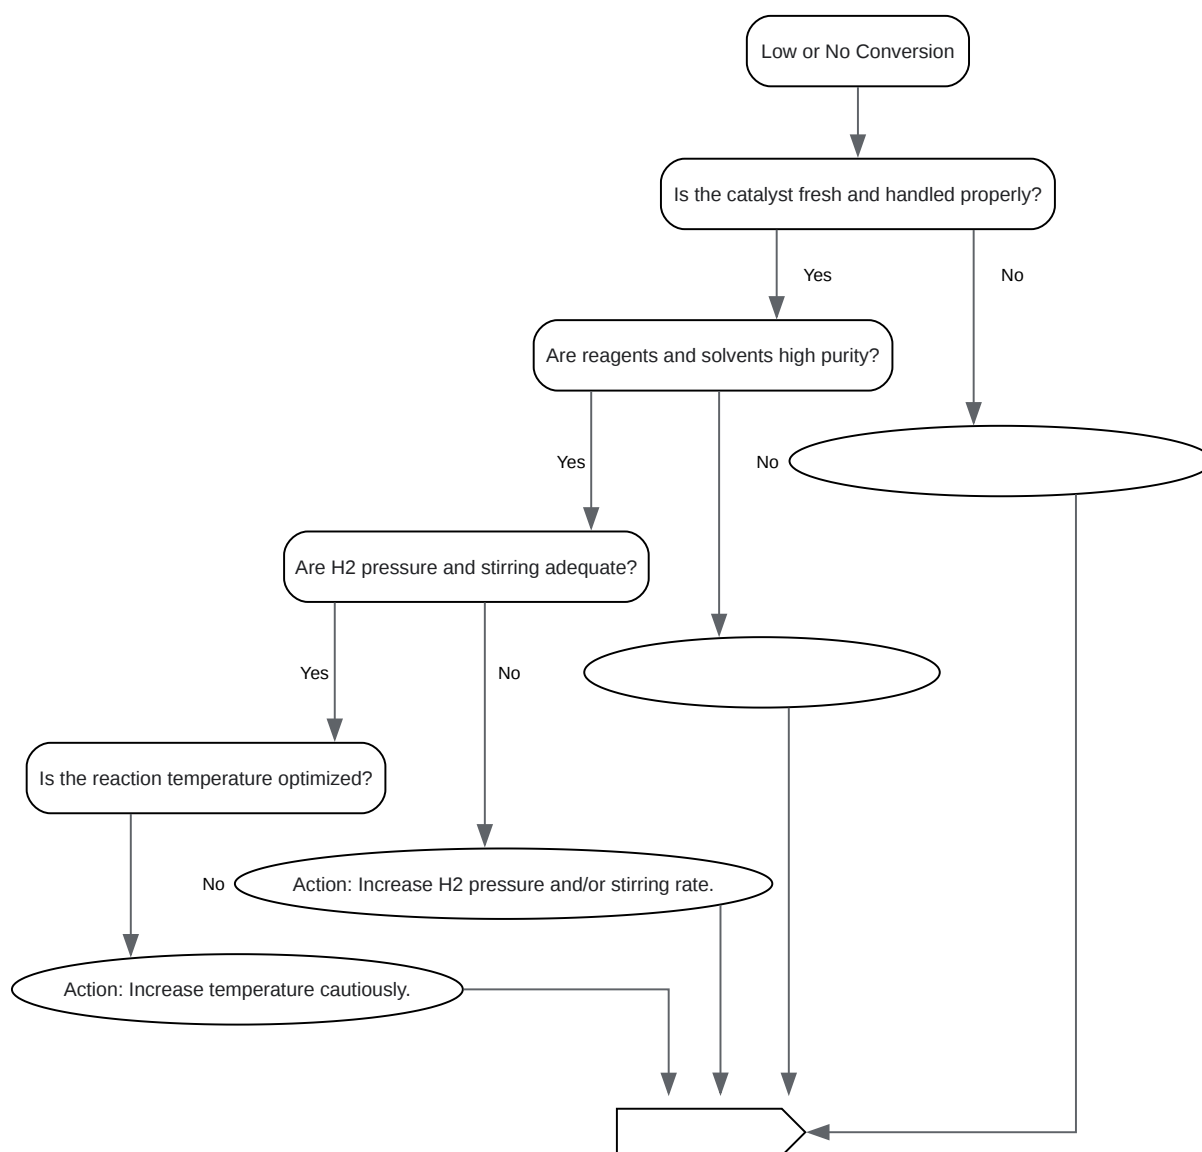 Low or No Conversion
Is the catalyst fresh and handled properly?
Yes
No
Are reagents and solvents high purity?
Yes
No
Are H2 pressure and stirring adequate?
Yes
No
Is the reaction temperature optimized?
No
Action: Increase H2 pressure and/or stirring rate.
Action: Increase temperature cautiously.